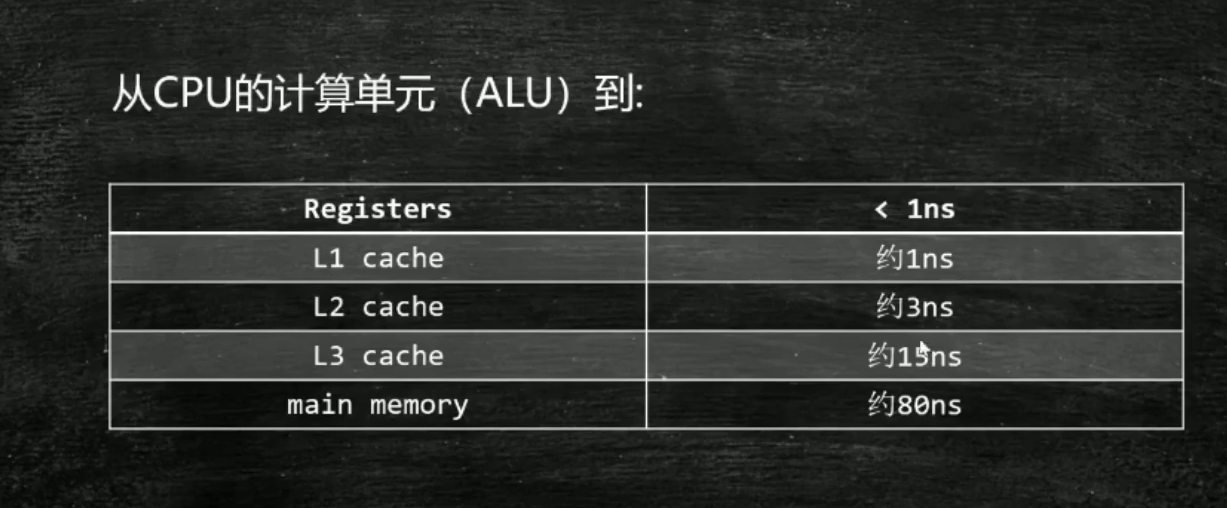 从CPU的计算单元（ALU）到:
Registers < 1ns
L1 cache 约1ns
L2 cache 约3ns
L3 cache 约15ns
main memory 约80ns